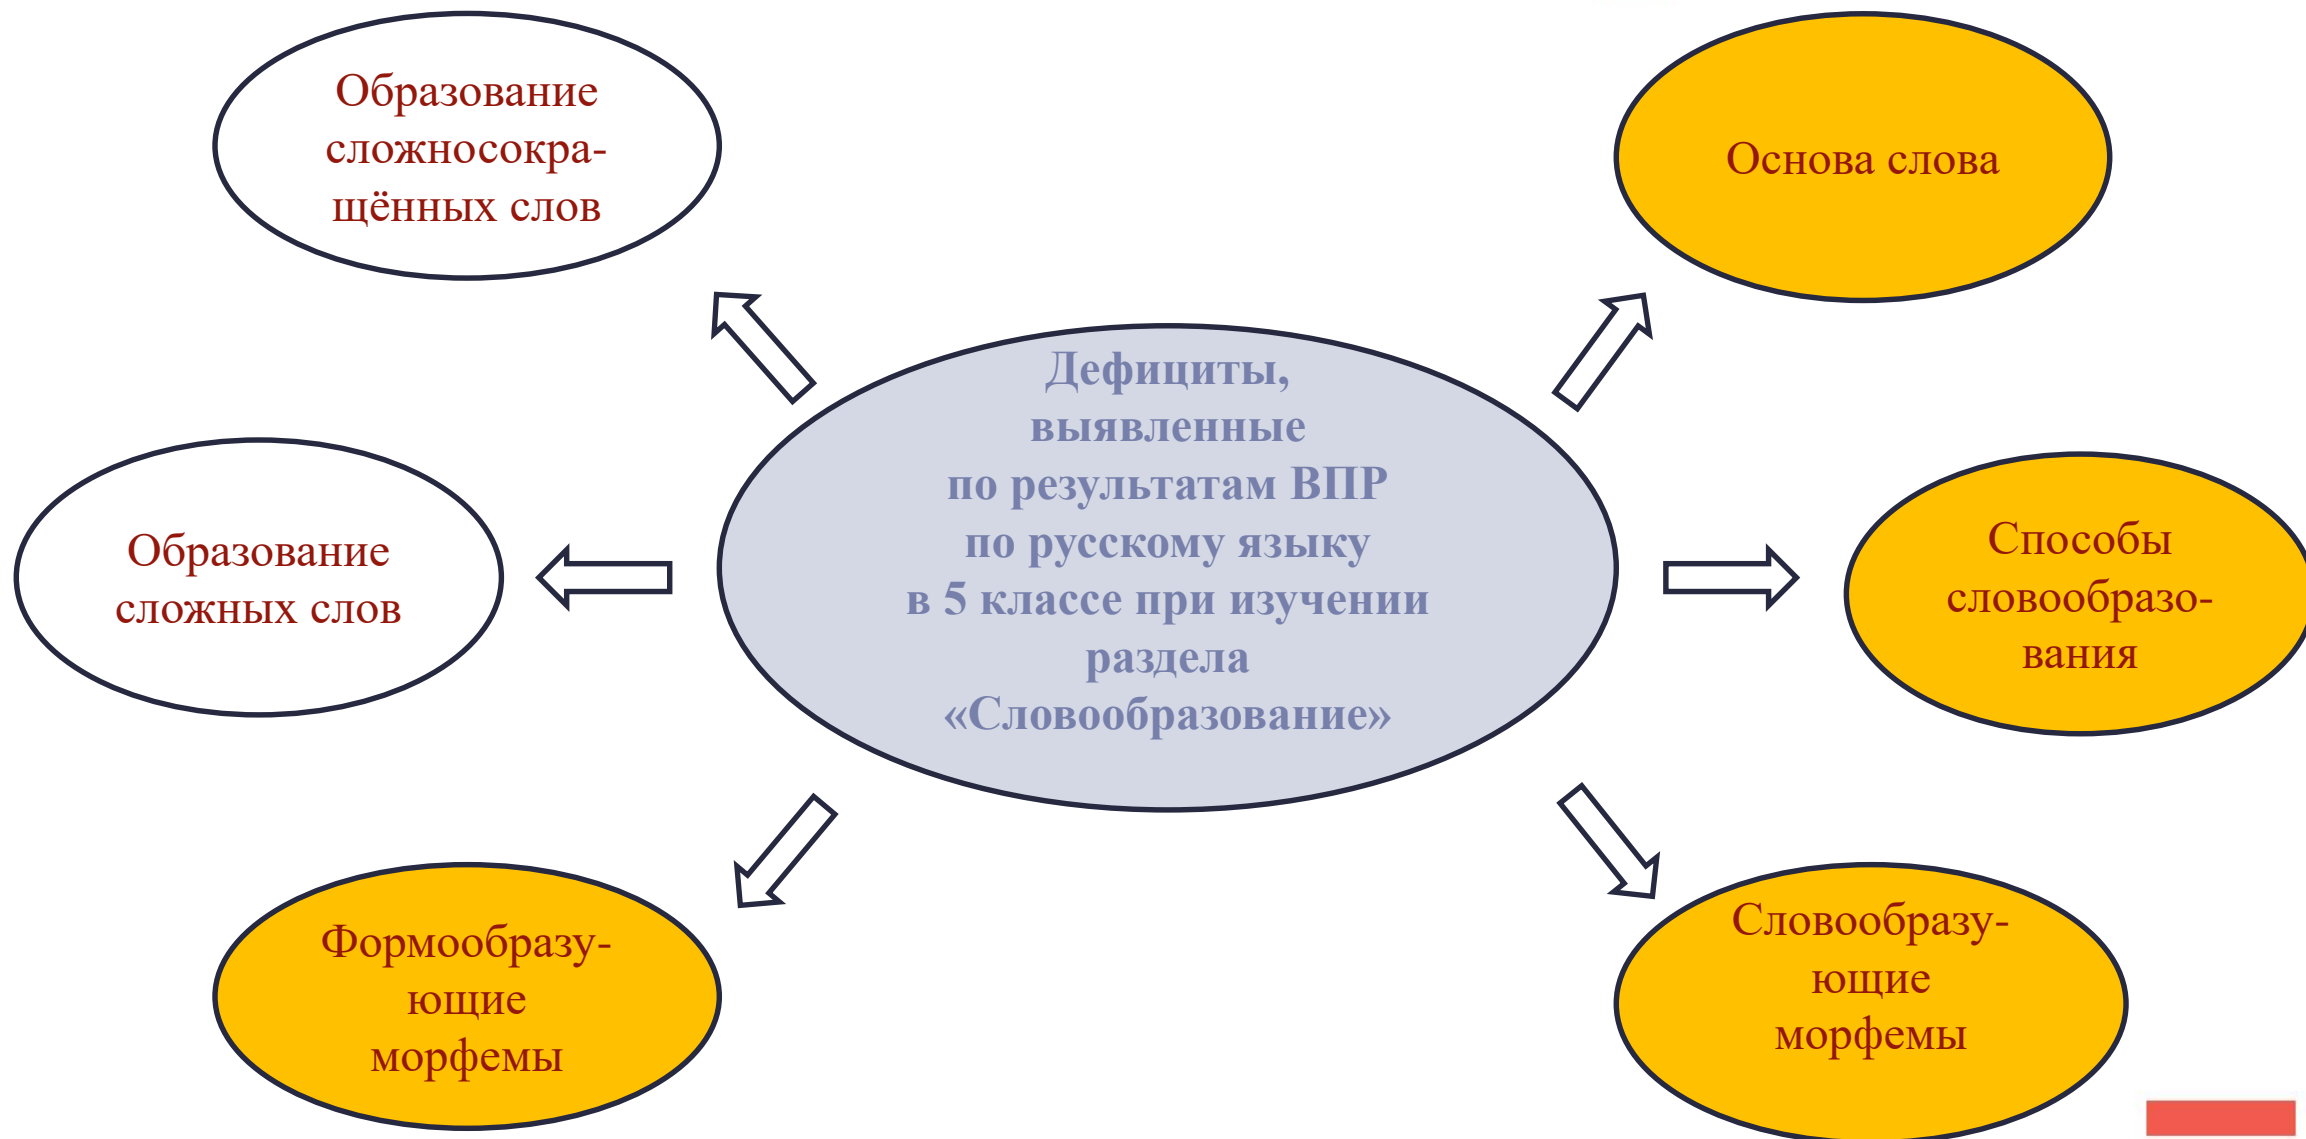 Образование
сложносокра-
щённых слов
Основа слова
Дефициты,
выявленные
по результатам ВПР
по русскому языку
в 5 классе при изучении
раздела
«Словообразование»
Образование
сложных слов
Способы
словообразо-
вания
Формообразу-
ющие
морфемы
Словообразу-
ющие
морфемы